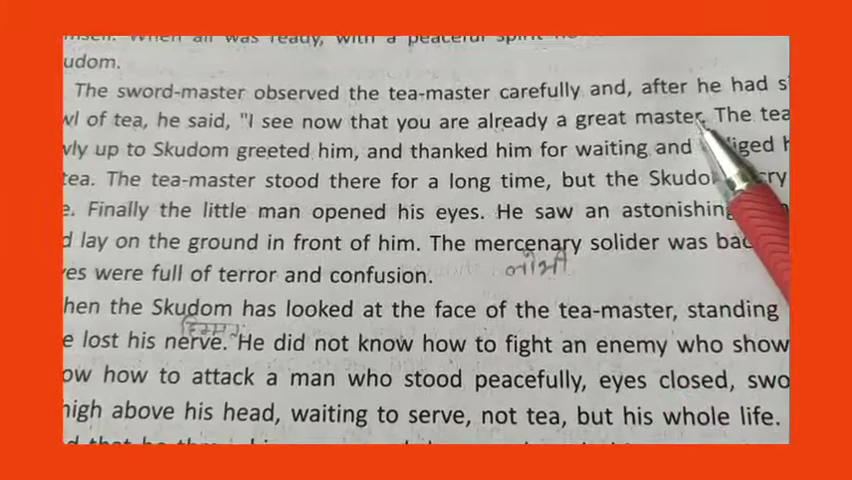 udom.
The sword-master observed the tea-master carefully and, after he had s
wl of tea, he said, "I see now that you are already a great master. The tea
wly up to Skudom greeted him, and thanked him for waiting and
tea. The tea-master stood there for a long time, but the Skudo
e. Finally the little man opened his eyes. He saw an astonishing
d lay on the ground in front of him. The mercenary solider was bac
yes were full of terror and confusion.
hen the Skudom has looked at the face of the tea-master, standing
e lost his nerve. He did not know how to fight an enemy who show
ow how to attack a man who stood peacefully, eyes closed, swo
high above his head, waiting to serve, not tea, but his whole life.